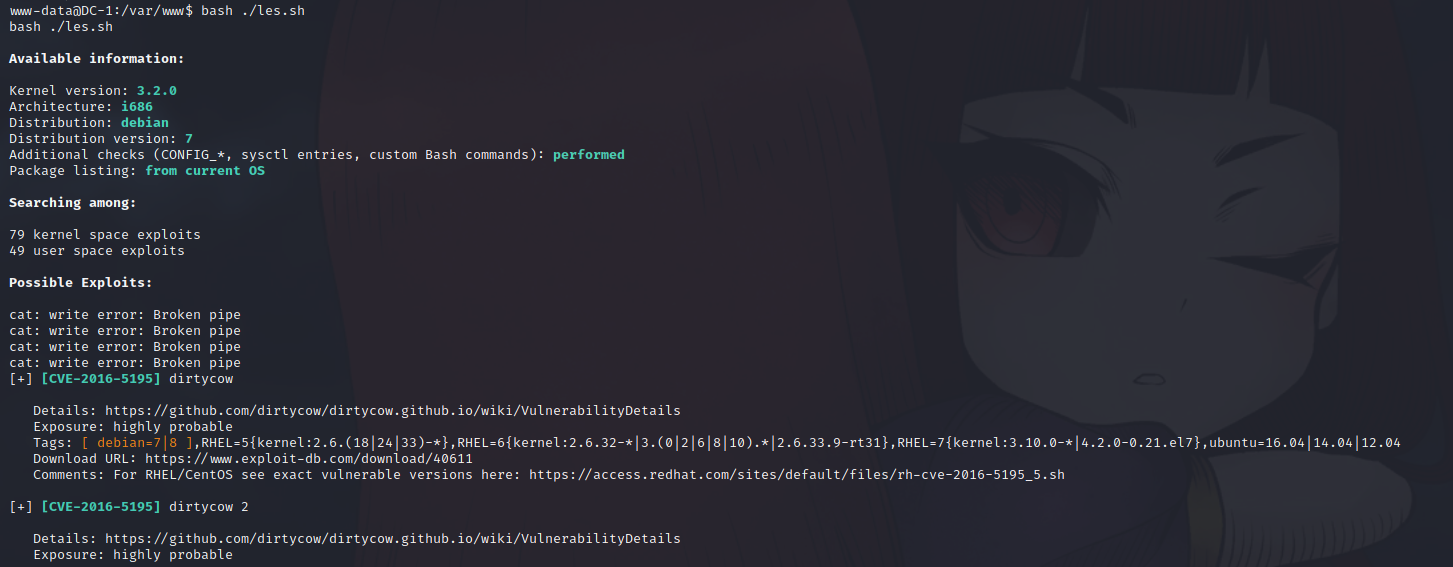 www-data@DC-1:/var/www$ bash ./les.sh
bash ./les.sh
Available information:
Kernel version: 3.2.0
Architecture: i686
Distribution: debian
Distribution version: 7
Additional checks (CONFIG_*, sysctl entries, custom Bash commands): performed
Package listing: from current OS
Searching among:
79 kernel space exploits
49 user space exploits
Possible Exploits:
cat: write error: Broken pipe
cat: write error: Broken pipe
cat: write error: Broken pipe
cat: write error: Broken pipe
[+] [CVE-2016-5195] dirtycow
Details: https://github.com/dirtycow/dirtycow.github.io/wiki/VulnerabilityDetails
Exposure: highly probable
Tags: [ debian=7|8 ],RHEL=5{kernel:2.6.(18|24|33)-*},RHEL=6{kernel:2.6.32-*|3.(0|2|6|8|10).*|2.6.33.9-rt31},RHEL=7{kernel:3.10.0-*|4.2.0-0.21.el7},ubuntu=16.04|14.04|12.04
Download URL: https://www.exploit-db.com/download/40611
Comments: For RHEL/CentOS see exact vulnerable versions here: https://access.redhat.com/sites/default/files/rh-cve-2016-5195_5.sh
[+] [CVE-2016-5195] dirtycow 2
Details: https://github.com/dirtycow/dirtycow.github.io/wiki/VulnerabilityDetails
Exposure: highly probable